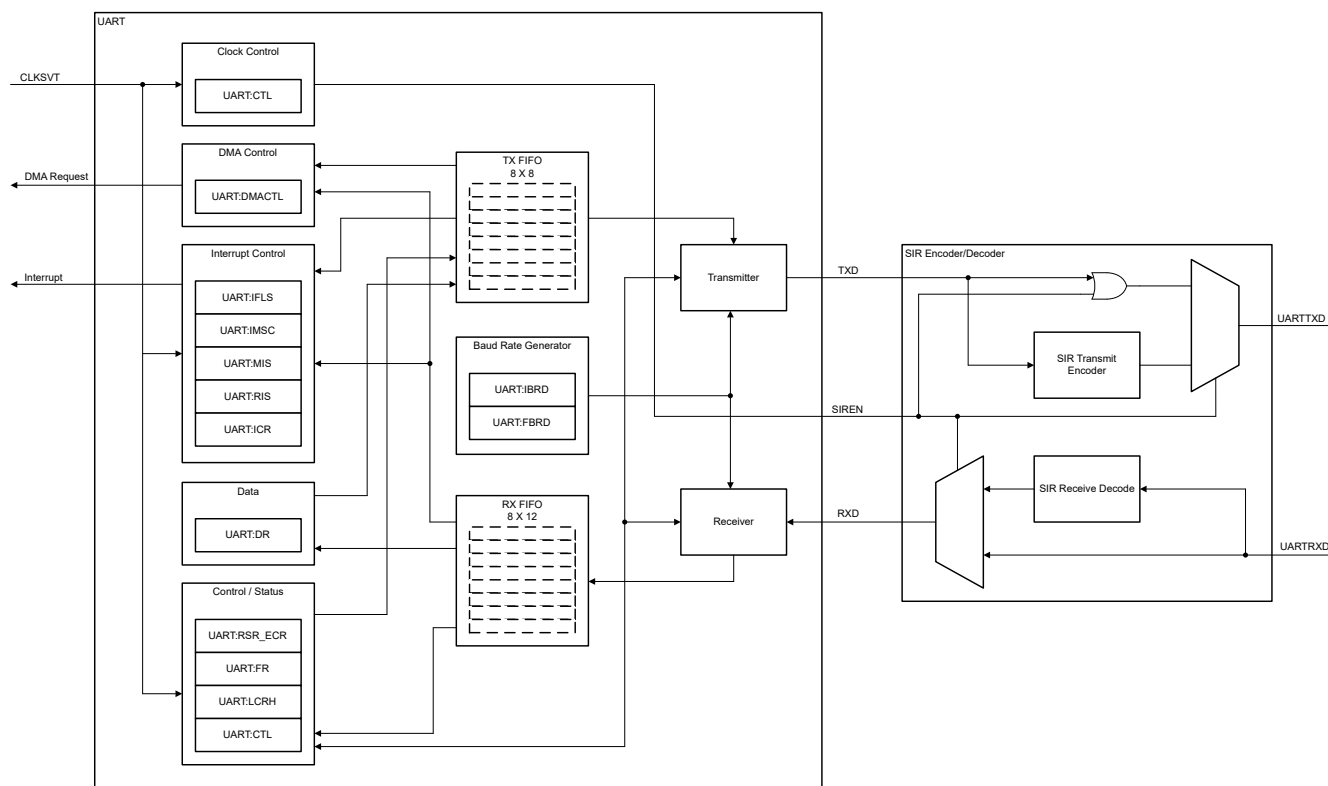 UART
Clock Control
CLKSVT
UART:CTL
DMA Control
DMA Request
UART:DMACTL
TX FIFO
8 X 8
Interrupt Control
Interrupt
UART:IFLS
UART:IMSC
UART:MIS
UART:RIS
UART:ICR
Transmitter
TXD
SIR Encoder/Decoder
UARTTXD
Baud Rate Generator
UART:IBRD
UART:FBRD
SIR Transmit
Encoder
SIREN
Data
UART:DR
RX FIFO
8 X 12
Receiver
RXD
SIR Receive Decode
UARTRXD
Control / Status
UART:RSR_ECR
UART:FR
UART:LCRH
UART:CTL